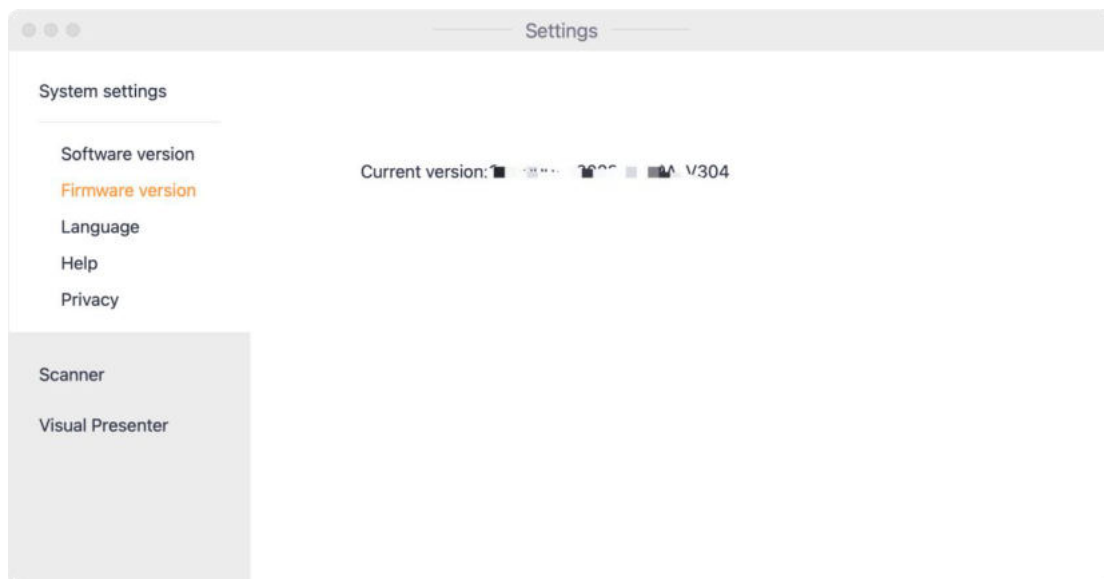 Settings
System settings
Software version
Firmware version
Language
Help
Privacy
Scanner
Visual Presenter
Current version:
V304